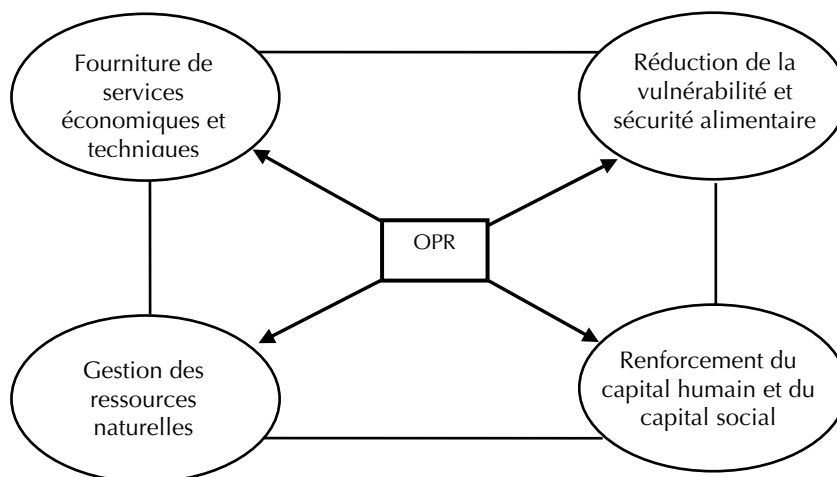 Fourniture de
services
économiques et
techniques
Réduction de la
vulnérabilité et
sécurité alimentaire
OPR
Gestion des
ressources
naturelles
Renforcement du
capital humain et du
capital social